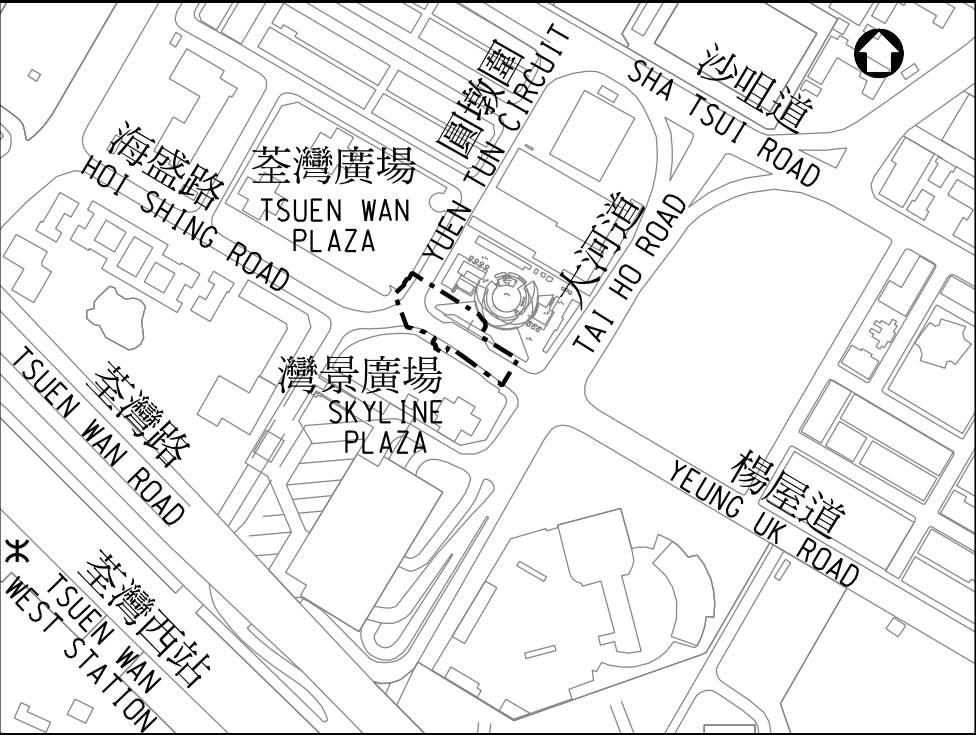 圓墩圍
YUEN TUN CIRCUIT
沙咀道
SHA TSUI ROAD
海盛路
HOI SHING ROAD
荃灣廣場
TSUEN WAN
PLAZA
大河道
TAI HO ROAD
灣景廣場
SKYLINE
PLAZA
荃灣路
TSUEN WAN ROAD
楊屋道
YEUNG UK ROAD
荃灣西站
TSUEN WAN
WEST STATION